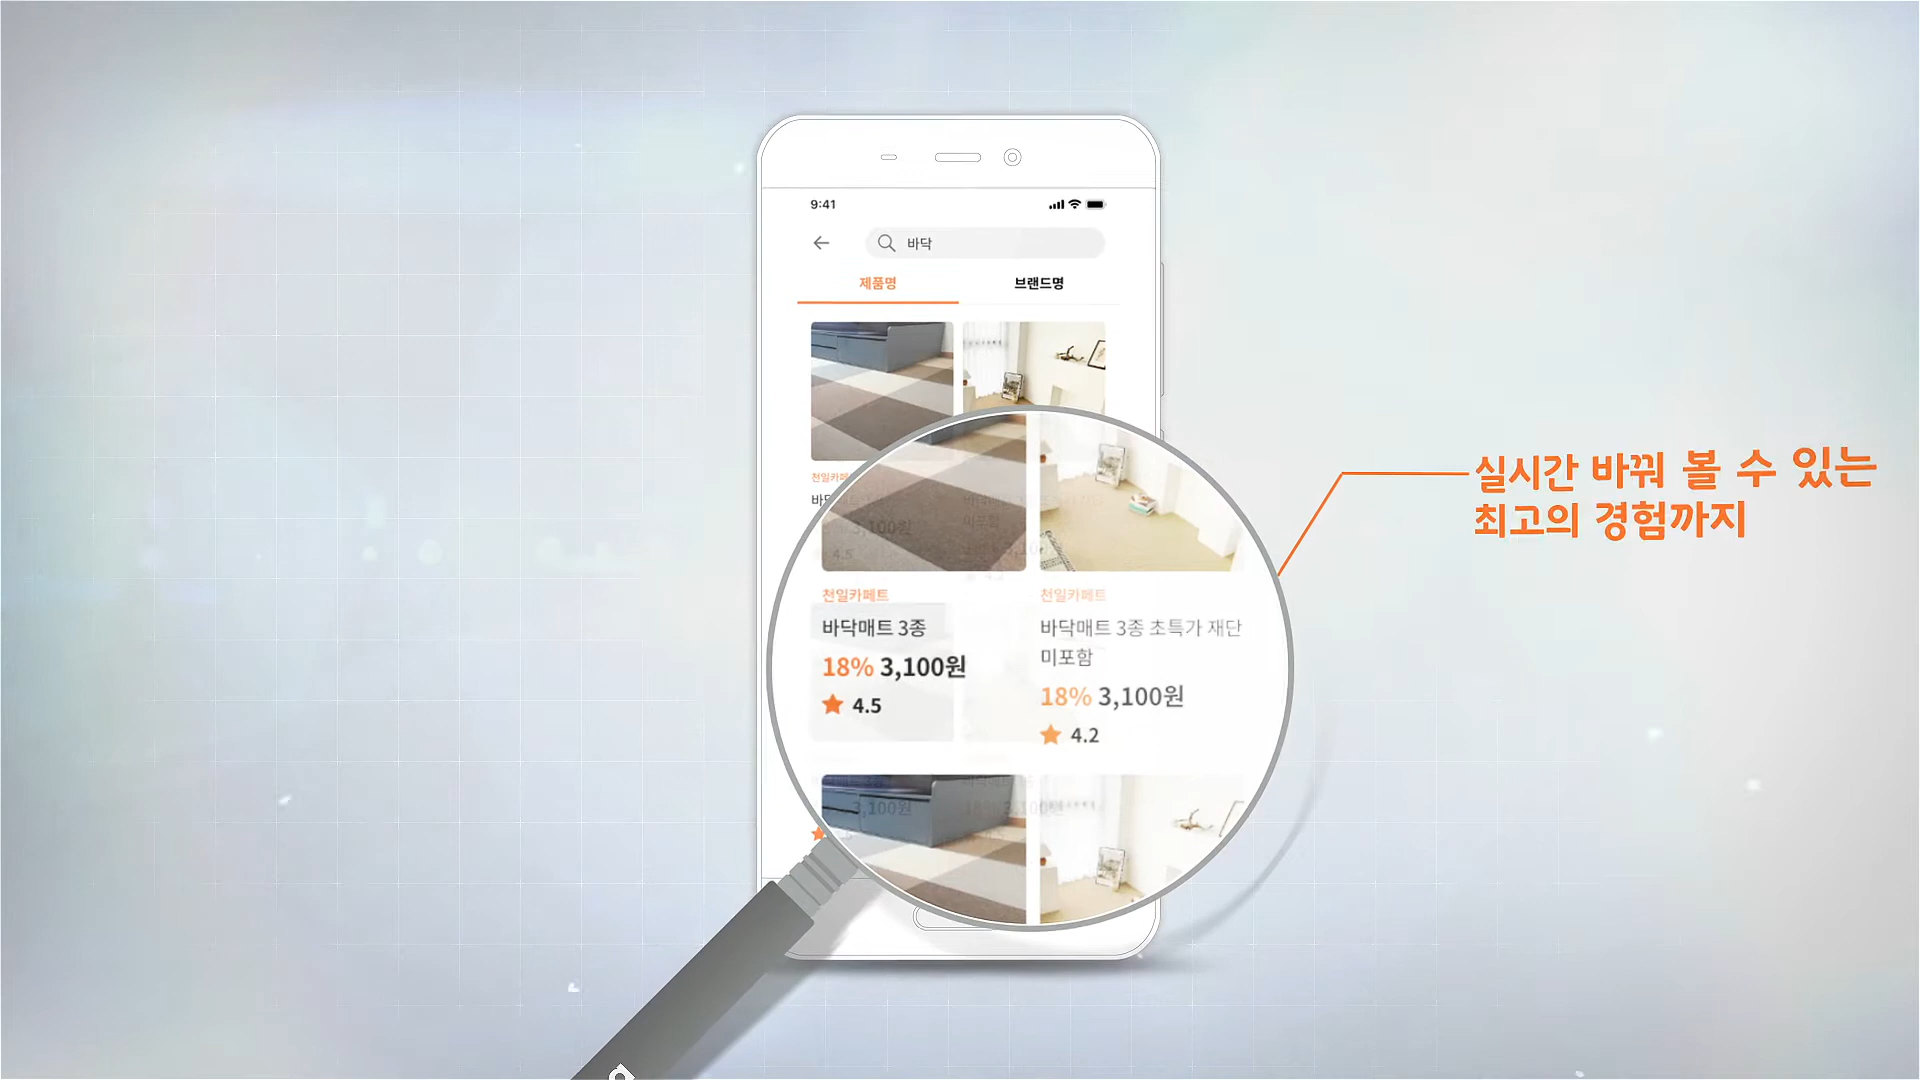 9:41
바닥
제품명
브랜드명
천일카페트
바닥매트 3종
18% 3,100원
4.5
천일카페트
바닥매트 3종 초특가 재단
미포함
18% 3,100원
4.2
실시간 바꿔 볼 수 있는
최고의 경험까지